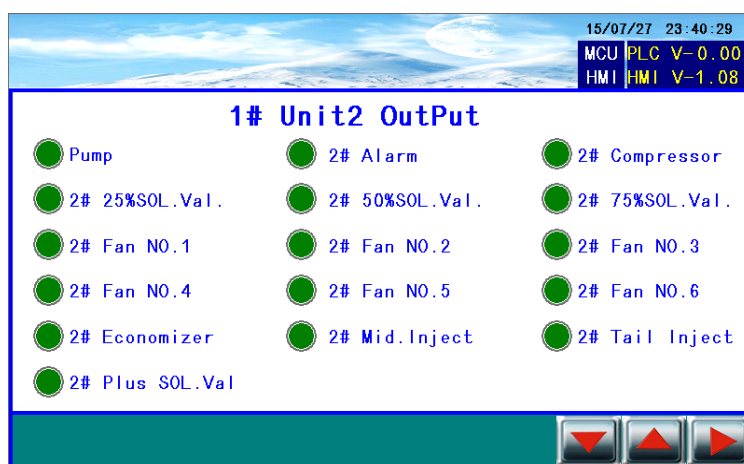 15/07/27 23:40:29
MCU PLC V-0.00
HMI HMI V-1.08
1# Unit2 OutPut
Pump 2# Alarm 2# Compressor
2# 25%SOL.Val. 2# 50%SOL.Val. 2# 75%SOL.Val.
2# Fan NO.1 2# Fan NO.2 2# Fan NO.3
2# Fan NO.4 2# Fan NO.5 2# Fan NO.6
2# Economizer 2# Mid.Inject 2# Tail Inject
2# Plus SOL.Val